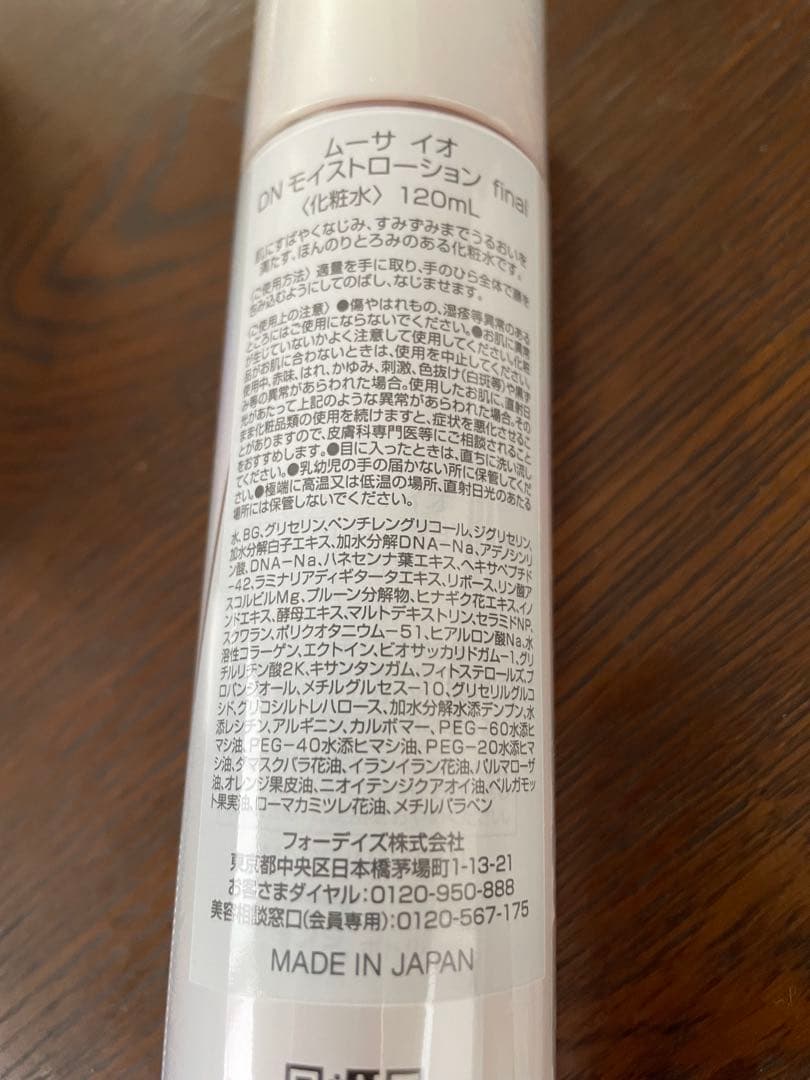 ムーサ イオ
DN モイストローション final
〈化粧水〉 120mL
肌にすばやくなじみ、すみずみまでうるおいを
満たす、ほんのりとろみのある化粧水です。
〈ご使用方法〉適量を手に取り、手のひら全体で顔を
包み込むようにしてのばし、なじませます。
〈ご使用上の注意〉●傷やはれもの、湿疹等異常のある
ところにはご使用にならないでください。●お肌に異常
が生じていないかよく注意して使用してください。化粧
品がお肌に合わないときは、使用を中止してください。
使用中、赤味、はれ、かゆみ、刺激、色抜け(白斑等)や黒ず
み等の異常があらわれた場合。使用したお肌に、直射日
光があたって上記のような異常があらわれた場合。その
まま化粧品類の使用を続けますと、症状を悪化させるこ
とがありますので、皮膚科専門医等にご相談されること
をおすすめします。●目に入ったときは、直ちに洗い流し
てください。●乳幼児の手の届かない所に保管してくだ
さい。●極端に高温又は低温の場所、直射日光のあたる
場所には保管しないでください。
水、BG、グリセリン、ペンチレングリコール、ジグリセリン、
加水分解白子エキス、加水分解DNA-Na、アデノシンリ
ン酸、DNA-Na、ハネセンナ葉エキス、ヘキサペプチド
-42、ラミナリアディギタータエキス、リボース、リン酸ア
スコルビルMg、プルーン分解物、ヒナギク花エキス、イノ
ンドエキス、酵母エキス、マルトデキストリン、セラミドNP、
スクワラン、ポリクオタニウム-51、ヒアルロン酸Na、水
溶性コラーゲン、エクトイン、ビオサッカリドガム-1、グリ
チルリチン酸2K、キサンタンガム、フィトステロールズ、プ
ロパンジオール、メチルグルセス-10、グリセリルグルコ
シド、グリコシルトレハロース、加水分解水添デンプン、水
添レシチン、アルギニン、カルボマー、PEG-60水添ヒ
マシ油、PEG-40水添ヒマシ油、PEG-20水添ヒマ
シ油、ダマスクバラ花油、イランイラン花油、パルマローザ
油、オレンジ果皮油、ニオイテンジクアオイ油、ベルガモッ
ト果実油、ローマカミツレ花油、メチルパラベン
フォーデイズ株式会社
東京都中央区日本橋茅場町1-13-21
お客さまダイヤル:0120-950-888
美容相談窓口(会員専用):0120-567-175
MADE IN JAPAN